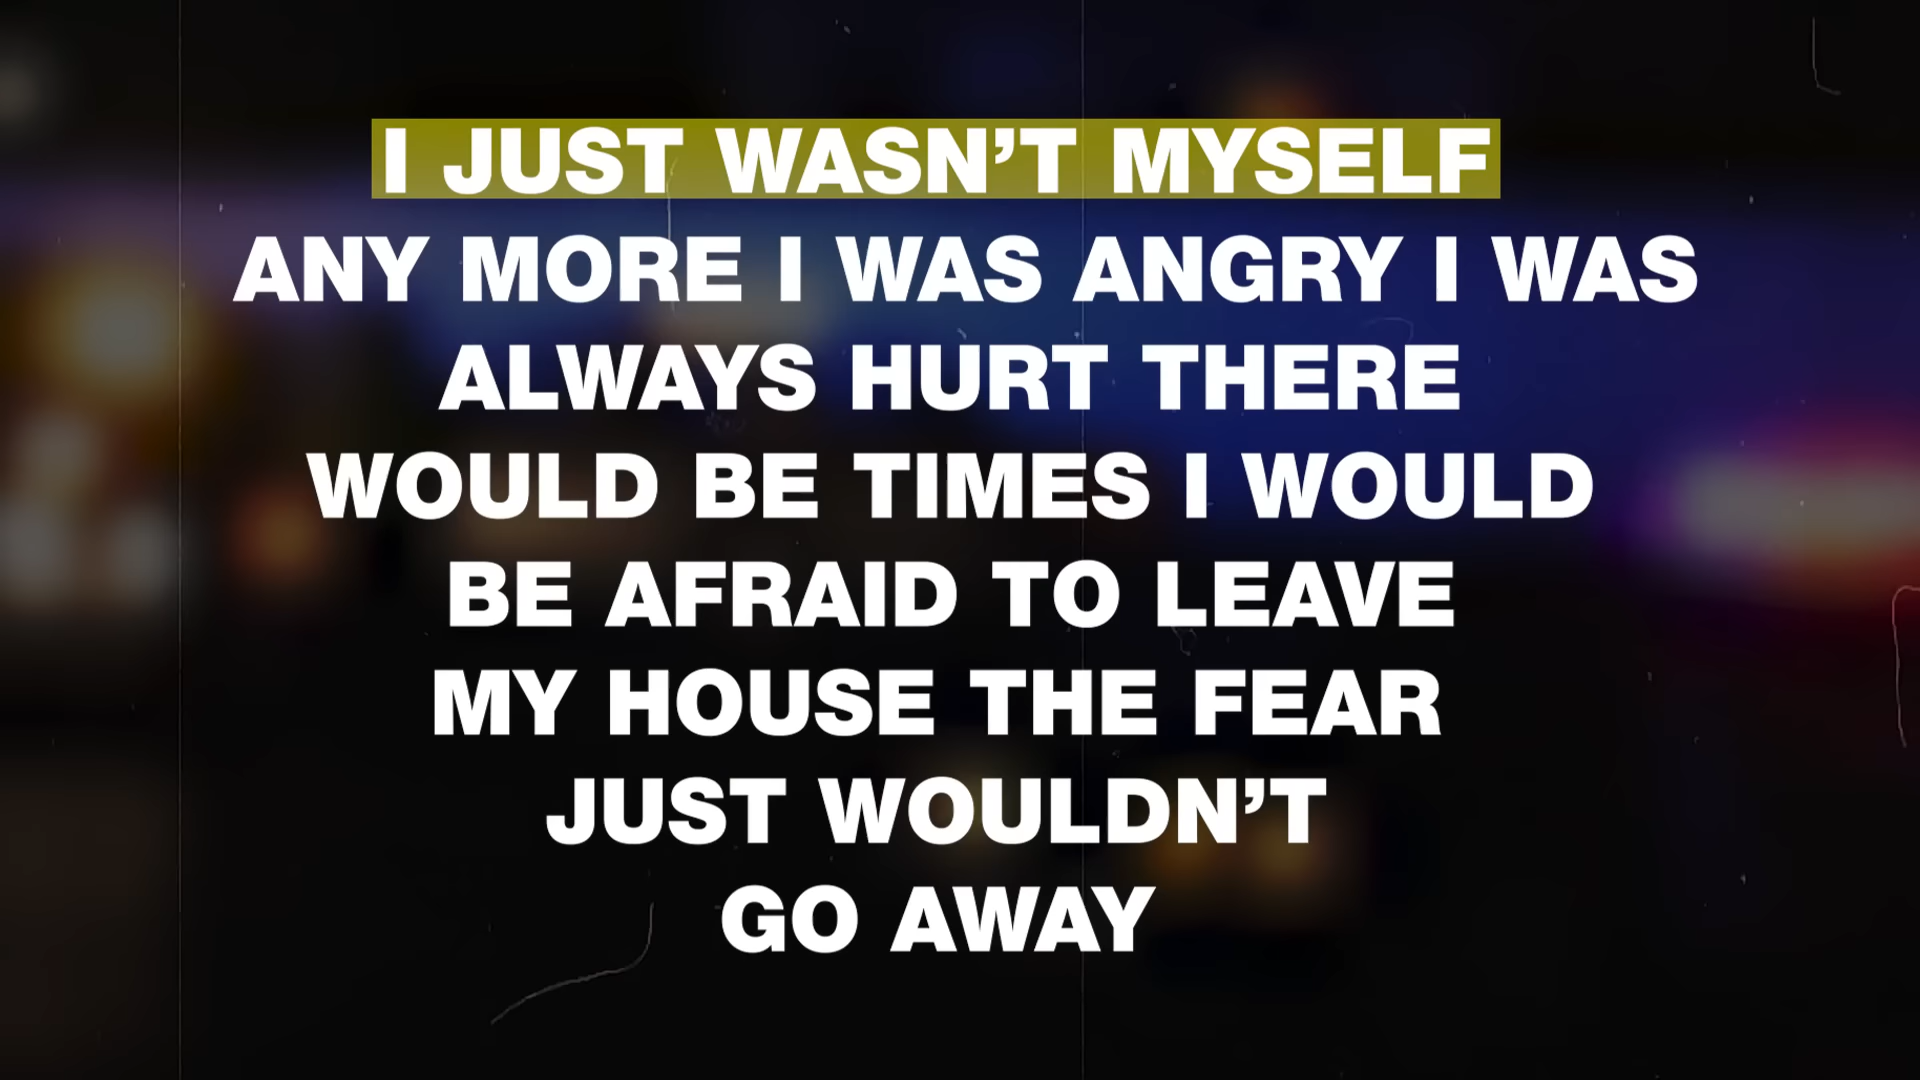 I JUST WASN’T MYSELF
ANY MORE I WAS ANGRY I WAS
ALWAYS HURT THERE
WOULD BE TIMES I WOULD
BE AFRAID TO LEAVE
MY HOUSE THE FEAR
JUST WOULDN’T
GO AWAY